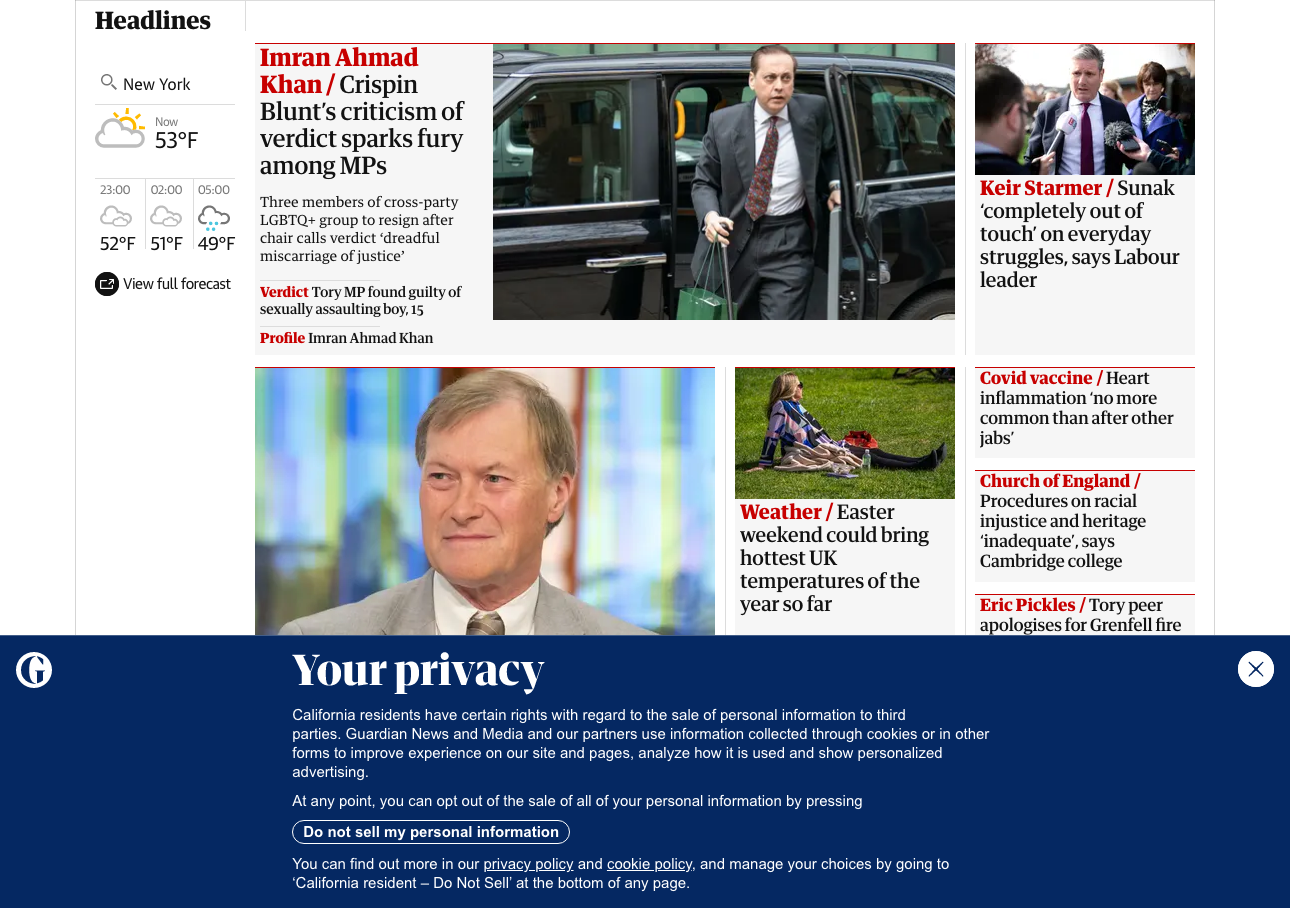 Headlines
New York
Now
53°F
23:00
02:00
05:00
52°F
51°F
49°F
View full forecast
Imran Ahmad
Khan / Crispin
Blunt’s criticism of
verdict sparks fury
among MPs
Three members of cross-party
LGBTQ+ group to resign after
chair calls verdict ‘dreadful
miscarriage of justice’
Verdict Tory MP found guilty of
sexually assaulting boy, 15
Profile Imran Ahmad Khan
Keir Starmer / Sunak
‘completely out of
touch’ on everyday
struggles, says Labour
leader
Weather / Easter
weekend could bring
hottest UK
temperatures of the
year so far
Covid vaccine / Heart
inflammation ‘no more
common than after other
jabs’
Church of England /
Procedures on racial
injustice and heritage
‘inadequate’, says
Cambridge college
Eric Pickles / Tory peer
apologises for Grenfell fire
G
Your privacy
California residents have certain rights with regard to the sale of personal information to third
parties. Guardian News and Media and our partners use information collected through cookies or in other
forms to improve experience on our site and pages, analyze how it is used and show personalized
advertising.
At any point, you can opt out of the sale of all of your personal information by pressing
Do not sell my personal information
You can find out more in our privacy policy and cookie policy, and manage your choices by going to
‘California resident – Do Not Sell’ at the bottom of any page.